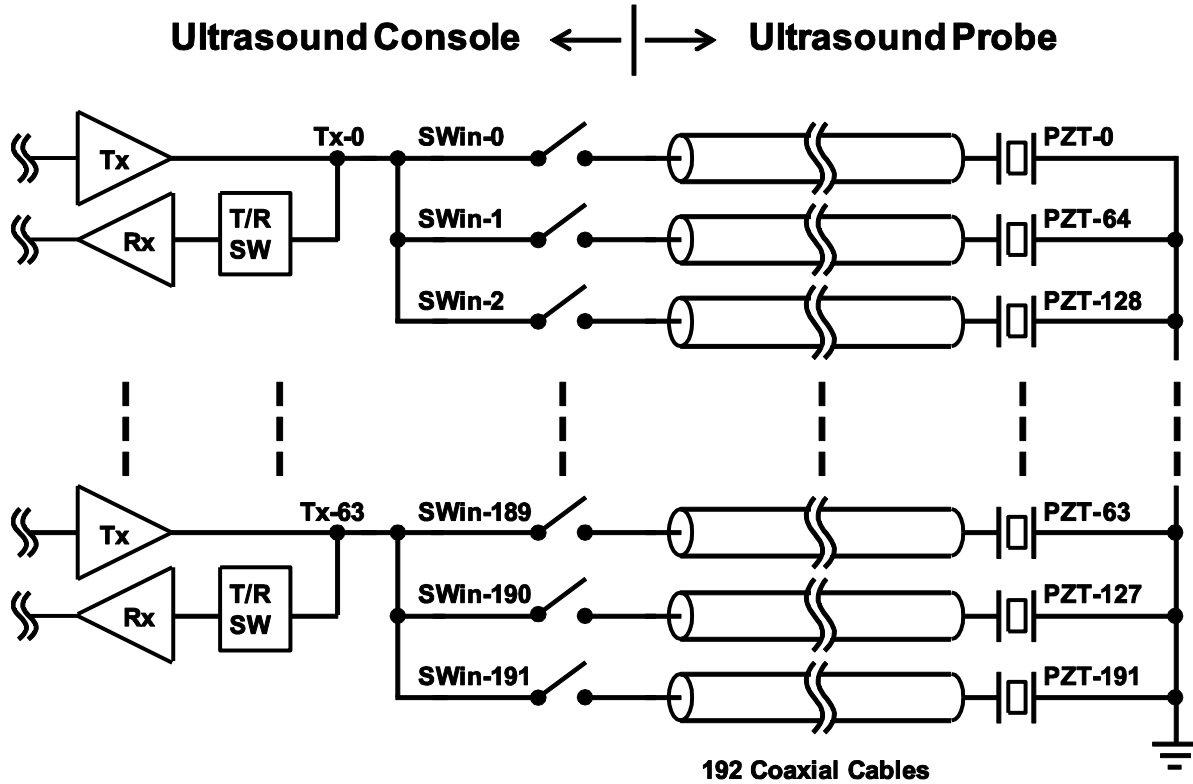 Ultrasound Console
Ultrasound Probe
Tx-0
SWin-0
PZT-0
Tx
SWin-1
PZT-64
Rx
T/R
SW
SWin-2
PZT-128
Tx-63
SWin-189
PZT-63
Tx
SWin-190
PZT-127
Rx
T/R
SW
SWin-191
PZT-191
192 Coaxial Cables